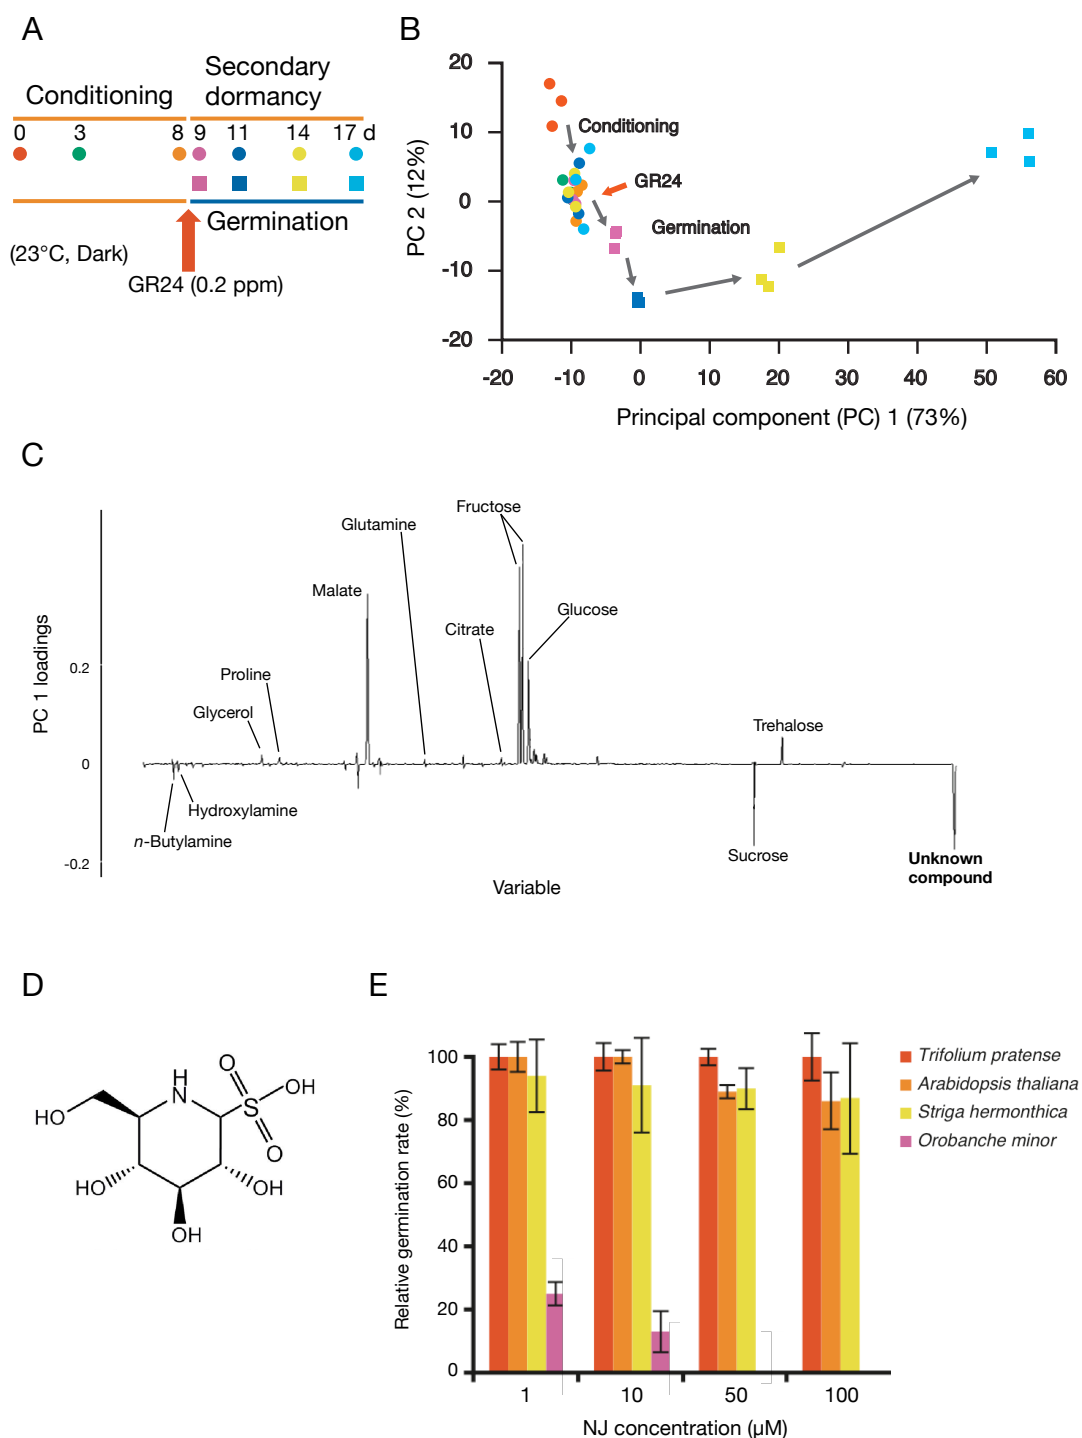 A
Conditioning
Secondary
dormancy
0 3 8 9 11 14 17 d
Germination
(23°C, Dark)
GR24 (0.2 ppm)
B
PC 2 (12%)
20
10
0
-10
-20
Conditioning
GR24
Germination
-20 -10 0 10 20 30 40 50 60
Principal component (PC) 1 (73%)
C
PC 1 loadings
0.2
0
-0.2
Fructose
Glutamine
Malate
Glucose
Citrate
Proline
Glycerol
Trehalose
Hydroxylamine
n-Butylamine
Sucrose
Unknown
compound
Variable
D
O
H
N
OH
S
HO
O
HO
OH
OH
E
Relative germination rate (%)
100
80
60
40
20
0
1 10 50 100
NJ concentration (µM)
Trifolium pratense
Arabidopsis thaliana
Striga hermonthica
Orobanche minor